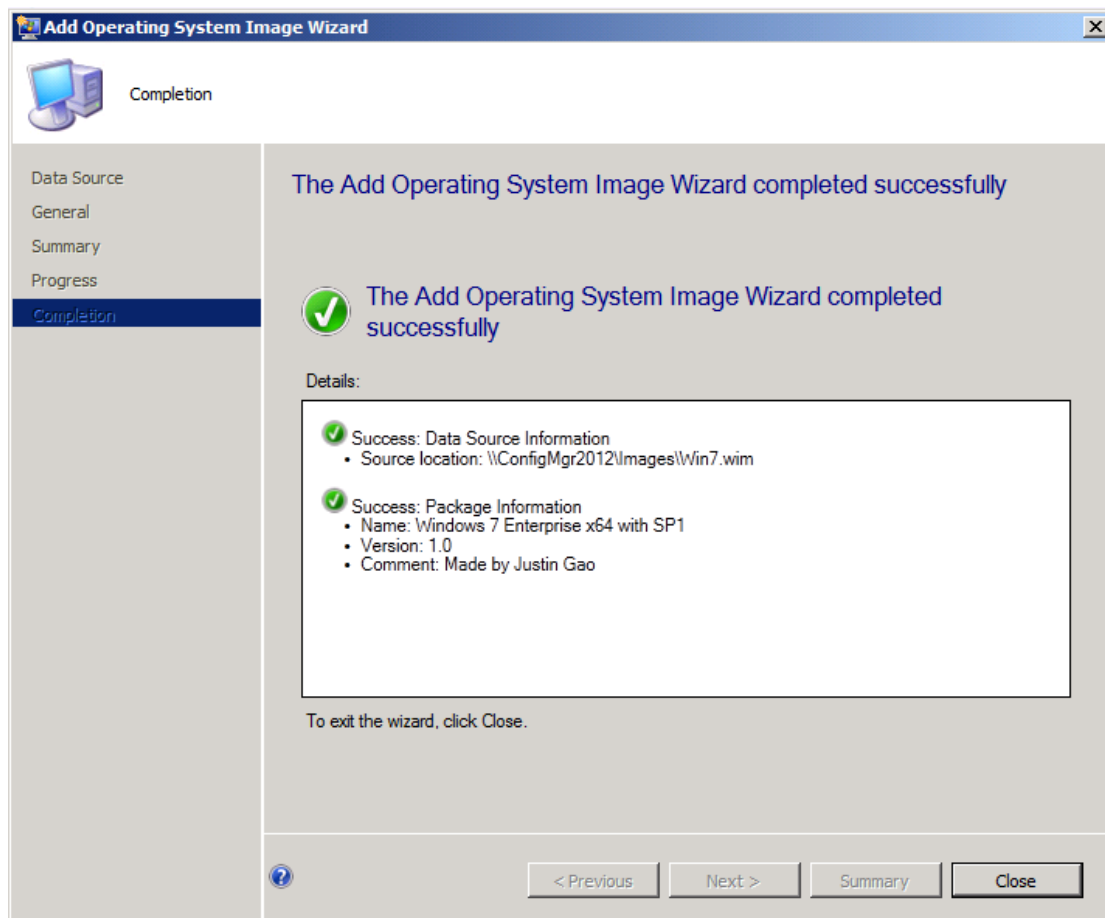 Add Operating System Image Wizard
Completion
Data Source
General
Summary
Progress
Completion
The Add Operating System Image Wizard completed successfully
The Add Operating System Image Wizard completed
successfully
Details:
Success: Data Source Information
• Source location: \\ConfigMgr2012\Images\Win7.wim
Success: Package Information
• Name: Windows 7 Enterprise x64 with SP1
• Version: 1.0
• Comment: Made by Justin Gao
To exit the wizard, click Close.
< Previous
Next >
Summary
Close